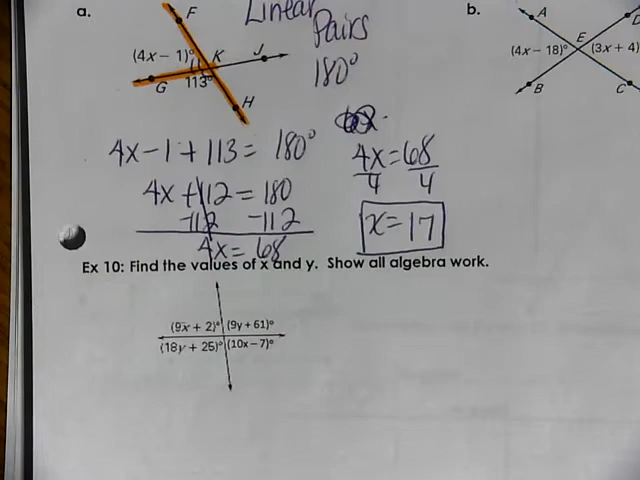 a.
F
Linear
Pairs
180°
(4x − 1)°
K
J
G
113°
H
b.
A
D
E
(4x − 18)°
(3x + 4)
B
C
4x-1+113= 180°
4x+112=180
-112 -112
4x=68
4x=68
4 4
x=17
Ex 10: Find the values of x and y. Show all algebra work.
(9x + 2)° (9y + 61)°
(18y + 25)° (10x − 7)°